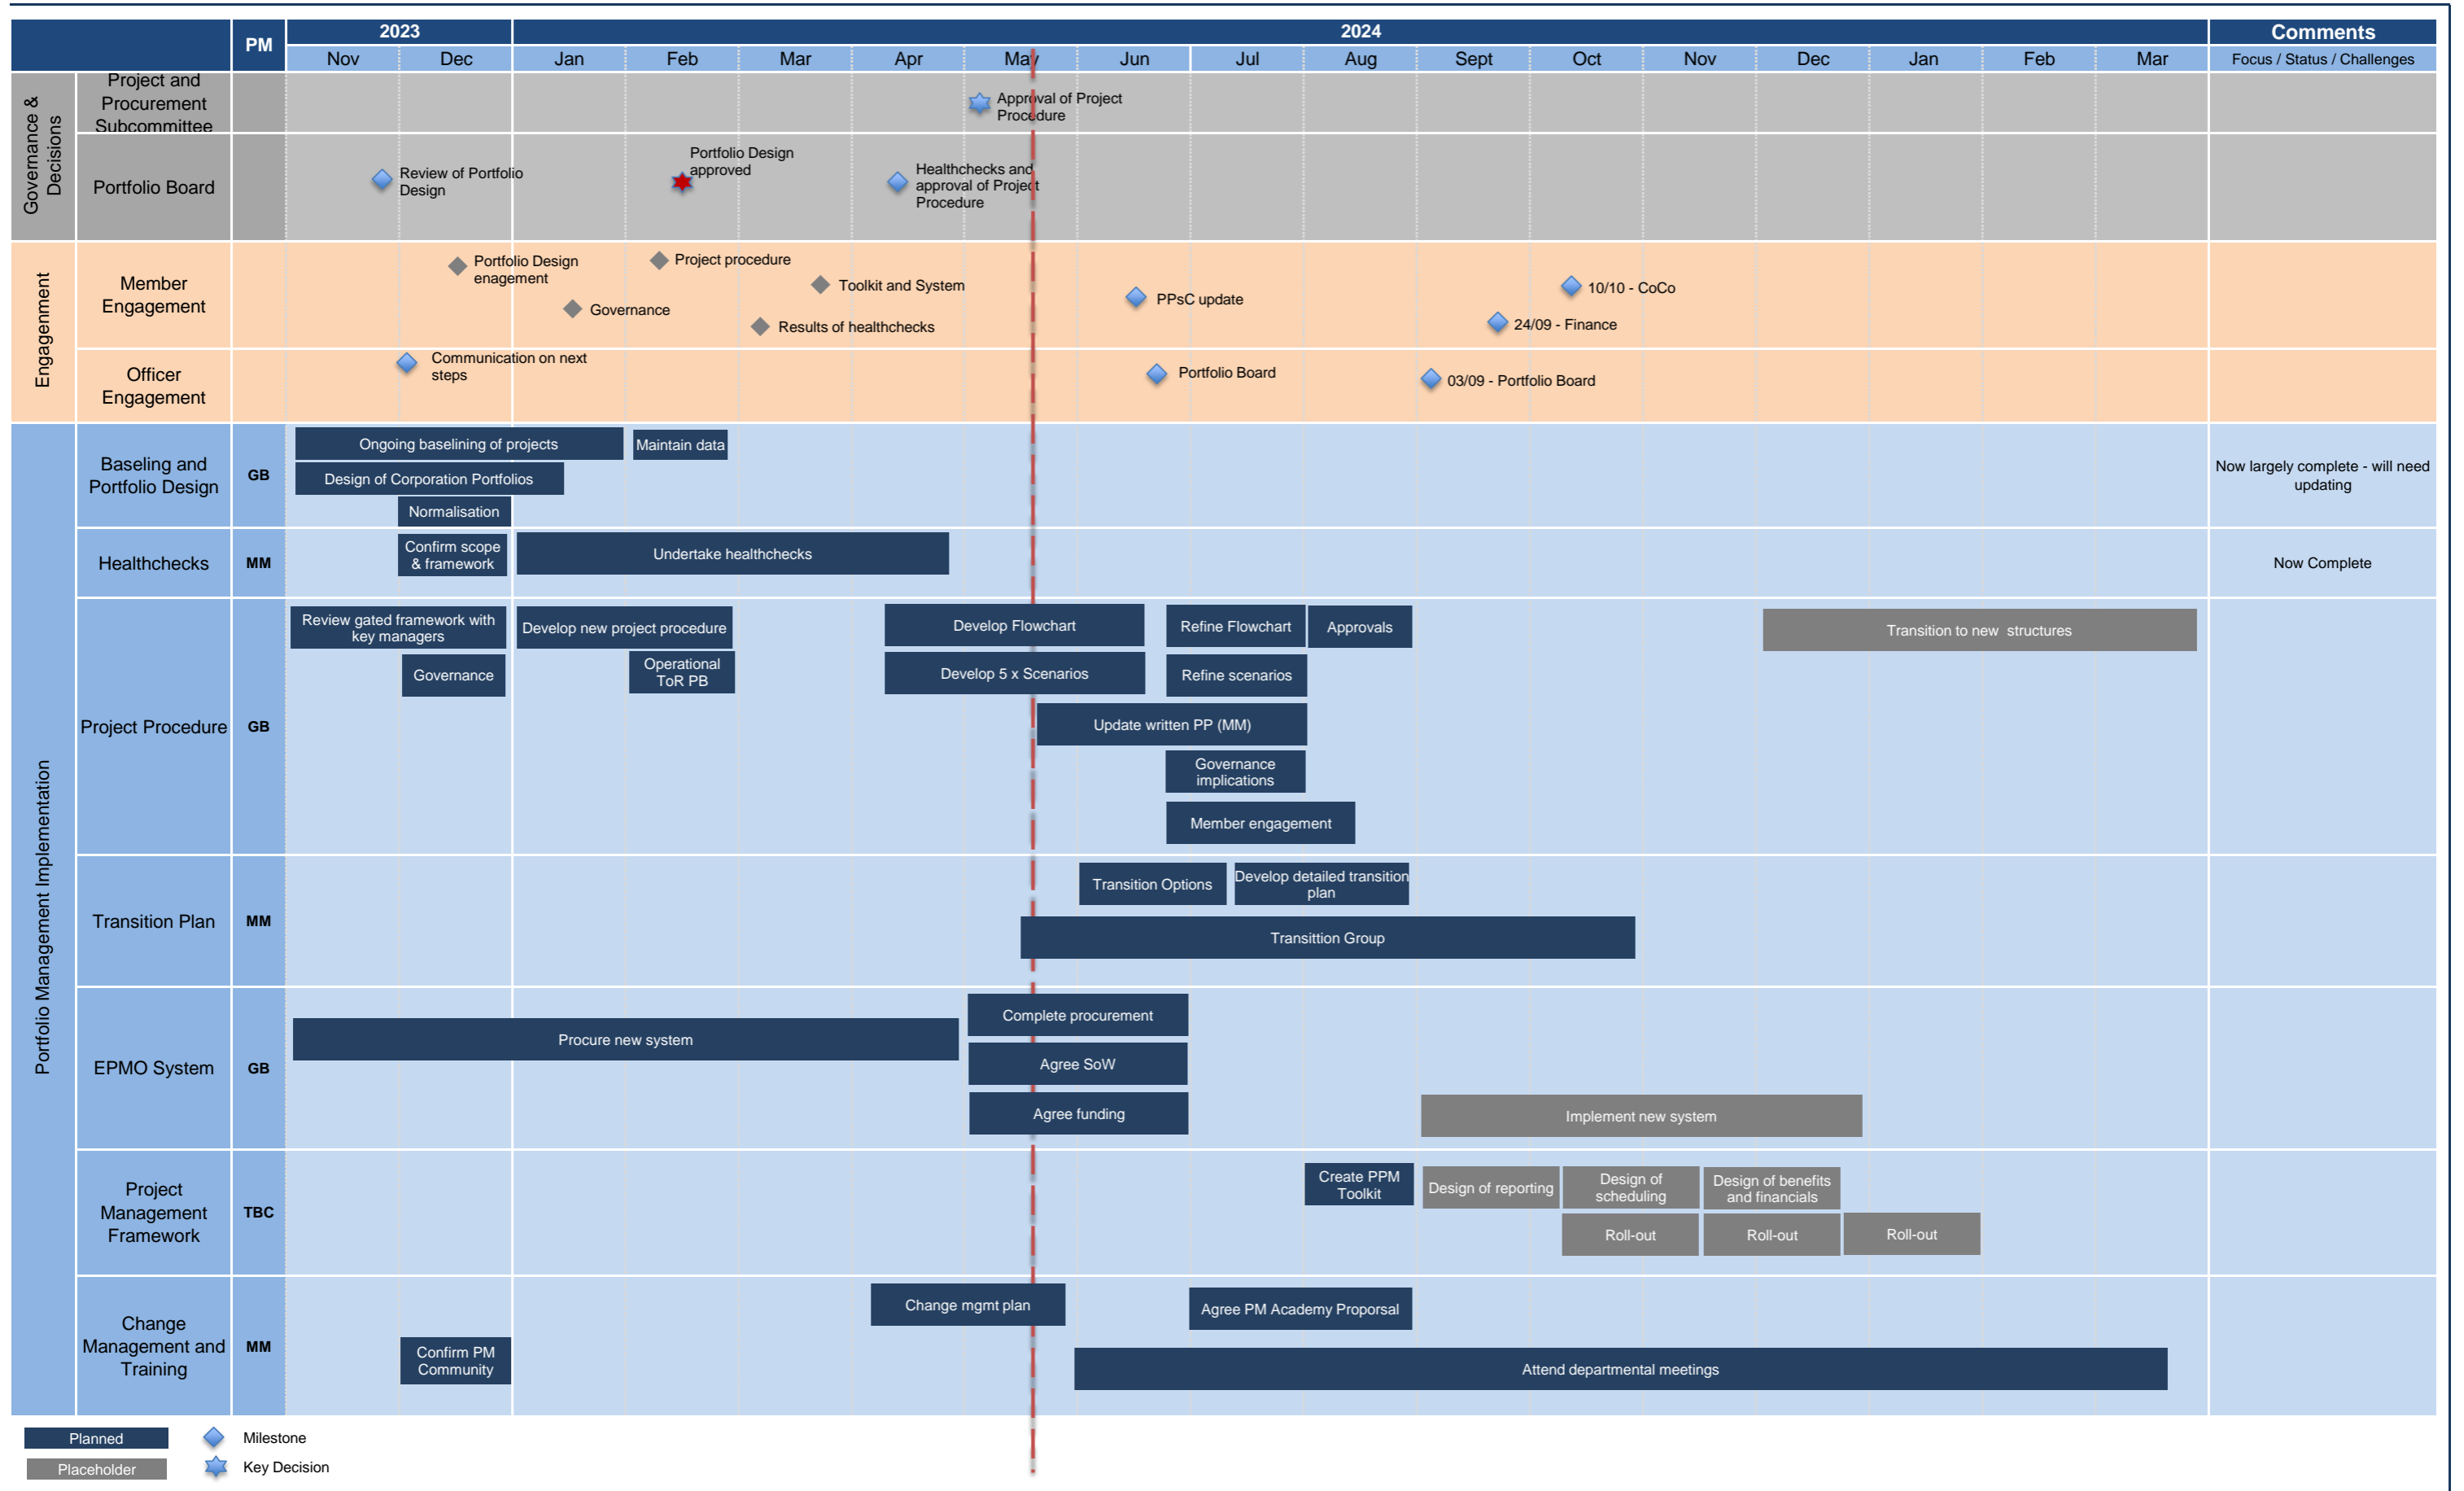 PM
2023
2024
Comments
Nov
Dec
Jan
Feb
Mar
Apr
May
Jun
Jul
Aug
Sept
Oct
Nov
Dec
Jan
Feb
Mar
Focus / Status / Challenges
Governance &
Decisions
Project and
Procurement
Subcommittee
Approval of Project
Procedure
Portfolio Board
Review of Portfolio
Design
Portfolio Design
approved
Healthchecks and
approval of Project
Procedure
Engagenment
Member
Engagement
Portfolio Design
enagement
Project procedure
Governance
Toolkit and System
Results of healthchecks
PPsC update
10/10 - CoCo
24/09 - Finance
Officer
Engagement
Communication on next
steps
Portfolio Board
03/09 - Portfolio Board
Portfolio Management Implementation
Baseling and
Portfolio Design
GB
Ongoing baselining of projects
Maintain data
Design of Corporation Portfolios
Normalisation
Now largely complete - will need
updating
Healthchecks
MM
Confirm scope
& framework
Undertake healthchecks
Now Complete
Project Procedure
GB
Review gated framework with
key managers
Develop new project procedure
Develop Flowchart
Refine Flowchart
Approvals
Transition to new structures
Governance
Operational
ToR PB
Develop 5 x Scenarios
Refine scenarios
Update written PP (MM)
Governance
implications
Member engagement
Transition Plan
MM
Transition Options
Develop detailed transition
plan
Transittion Group
EPMO System
GB
Procure new system
Complete procurement
Agree SoW
Agree funding
Implement new system
Project
Management
Framework
TBC
Create PPM
Toolkit
Design of reporting
Design of
scheduling
Design of benefits
and financials
Roll-out
Roll-out
Roll-out
Change
Management and
Training
MM
Change mgmt plan
Agree PM Academy Proporsal
Confirm PM
Community
Attend departmental meetings
Planned
Milestone
Placeholder
Key Decision